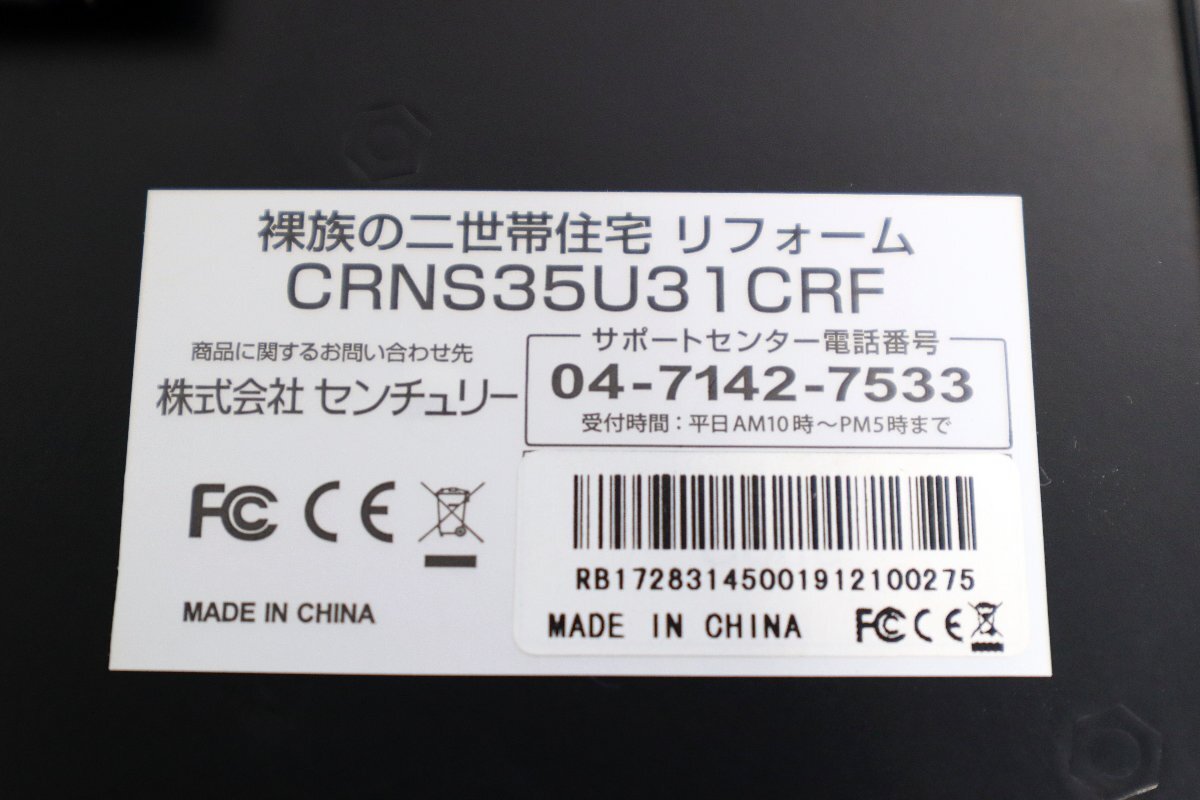 裸族の二世帯住宅 リフォーム
CRNS35U31CRF
商品に関するお問い合わせ先
株式会社 センチュリー
サポートセンター電話番号
04-7142-7533
受付時間：平日AM10時～PM5時まで
FC CE
RB17283145001912100275
MADE IN CHINA
MADE IN CHINA FC CE